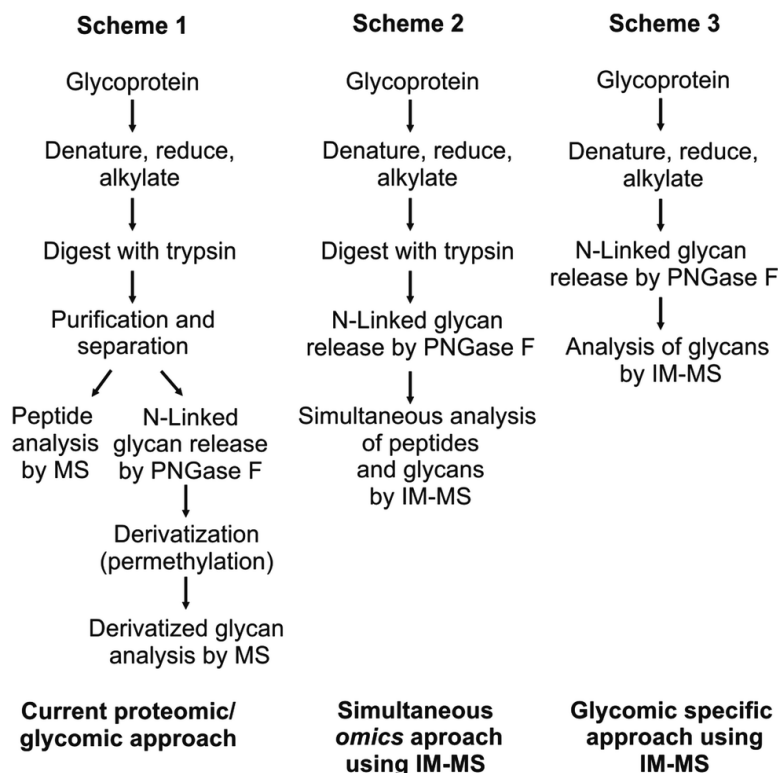 Scheme 1
Glycoprotein
Denature, reduce,
alkylate
Digest with trypsin
Purification and
separation
Peptide
analysis
by MS
N-Linked
glycan release
by PNGase F
Derivatization
(permethylation)
Derivatized glycan
analysis by MS
Current proteomic/
glycomic approach
Scheme 2
Glycoprotein
Denature, reduce,
alkylate
Digest with trypsin
N-Linked glycan
release by PNGase F
Simultaneous analysis
of peptides
and glycans
by IM-MS
Simultaneous
omics aproach
using IM-MS
Scheme 3
Glycoprotein
Denature, reduce,
alkylate
N-Linked glycan
release by PNGase F
Analysis of glycans
by IM-MS
Glycomic specific
approach using
IM-MS